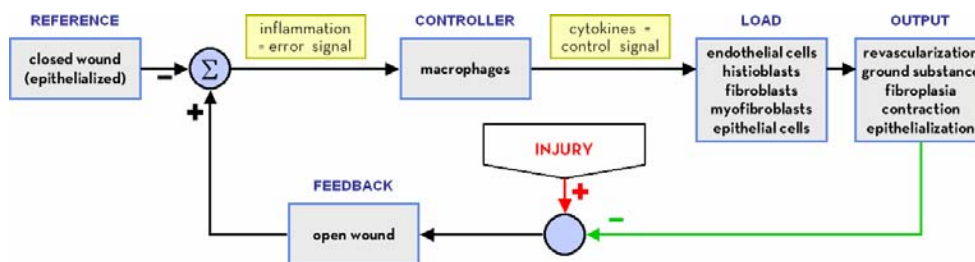 REFERENCE
closed wound
(epithelialized)
−
Σ
+
inflammation
= error signal
CONTROLLER
macrophages
cytokines =
control signal
LOAD
endothelial cells
histioblasts
fibroblasts
myofibroblasts
epithelial cells
OUTPUT
revascularization
ground substance
fibroplasia
contraction
epithelialization
INJURY
+
−
FEEDBACK
open wound